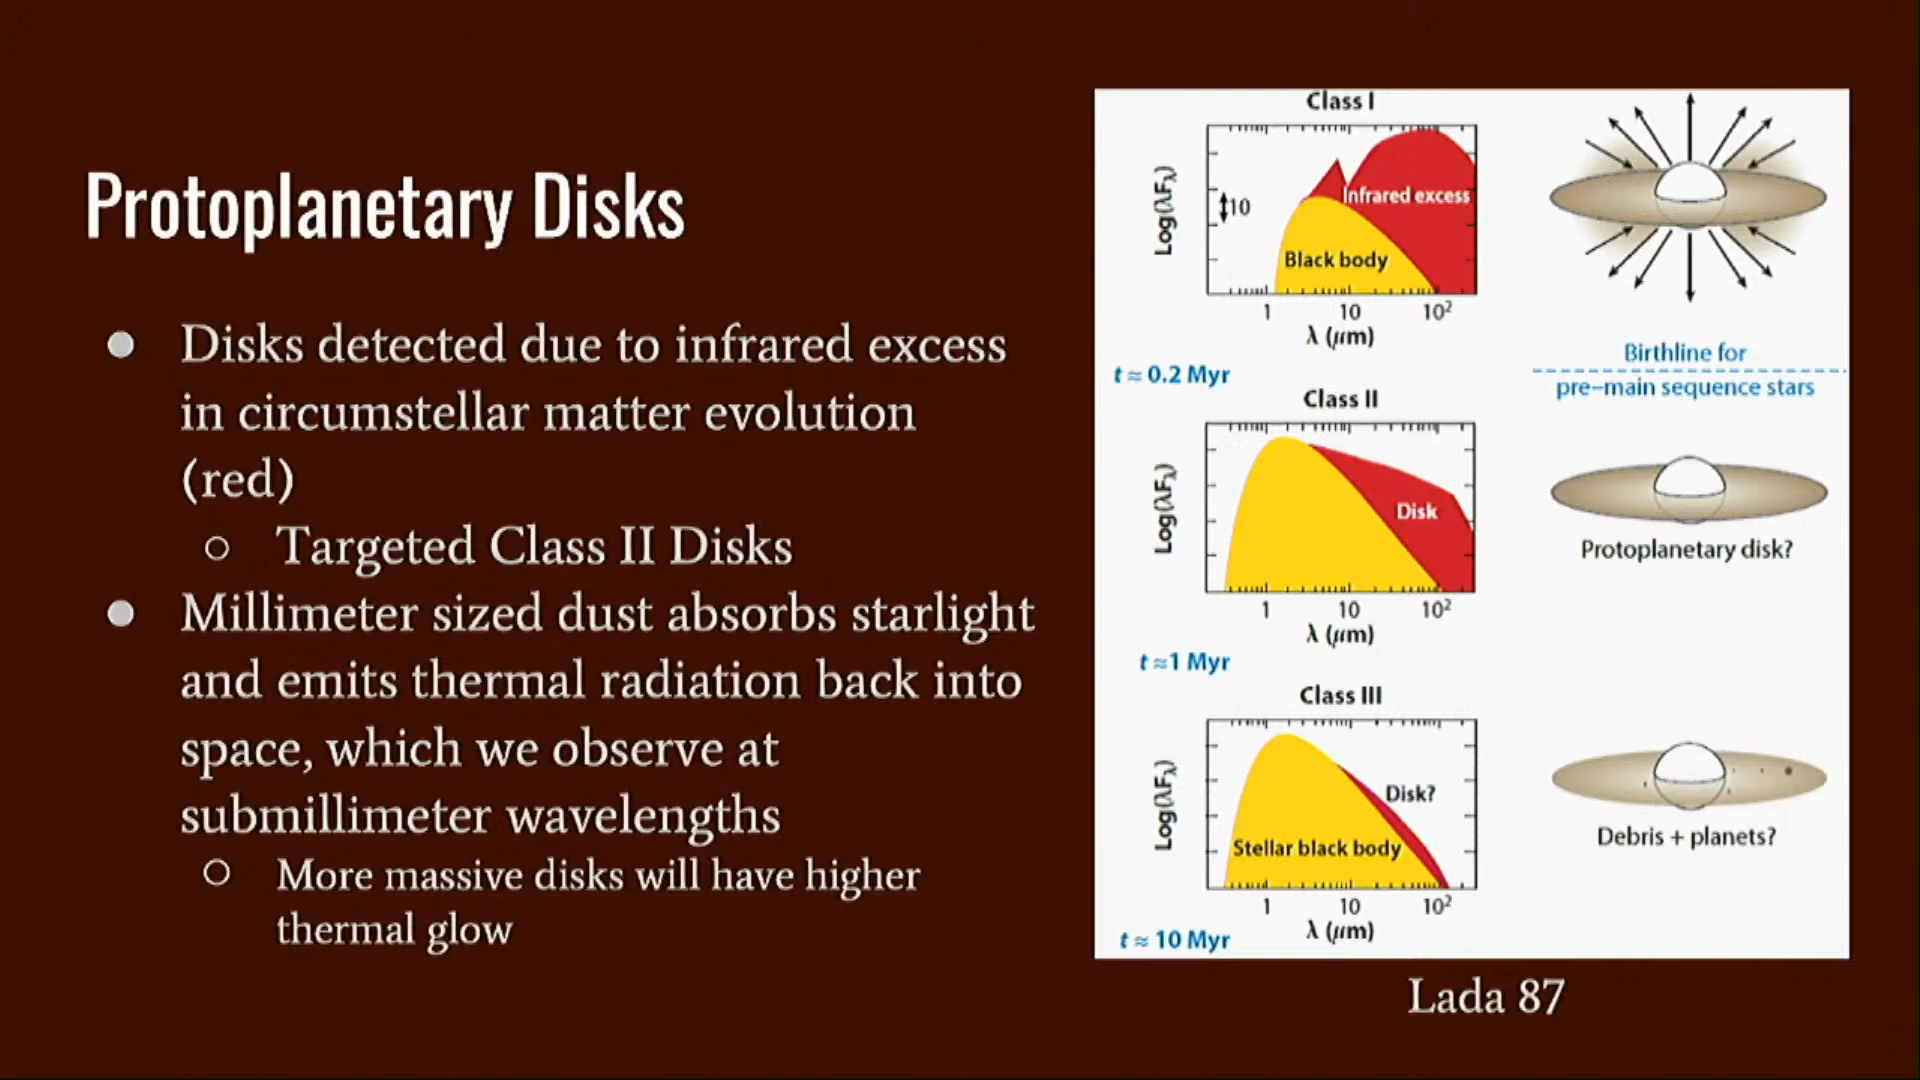 Protoplanetary Disks
● Disks detected due to infrared excess
in circumstellar matter evolution
(red)
○ Targeted Class II Disks
● Millimeter sized dust absorbs starlight
and emits thermal radiation back into
space, which we observe at
submillimeter wavelengths
○ More massive disks will have higher
thermal glow
Class I
Log(λFλ)
10
Infrared excess
Black body
1 10 10²
λ (μm)
t ≈ 0.2 Myr
Birthline for
pre–main sequence stars
Class II
Log(λFλ)
Disk
1 10 10²
λ (μm)
Protoplanetary disk?
t ≈1 Myr
Class III
Log(λFλ)
Disk?
Stellar black body
1 10 10²
λ (μm)
Debris + planets?
t ≈ 10 Myr
Lada 87